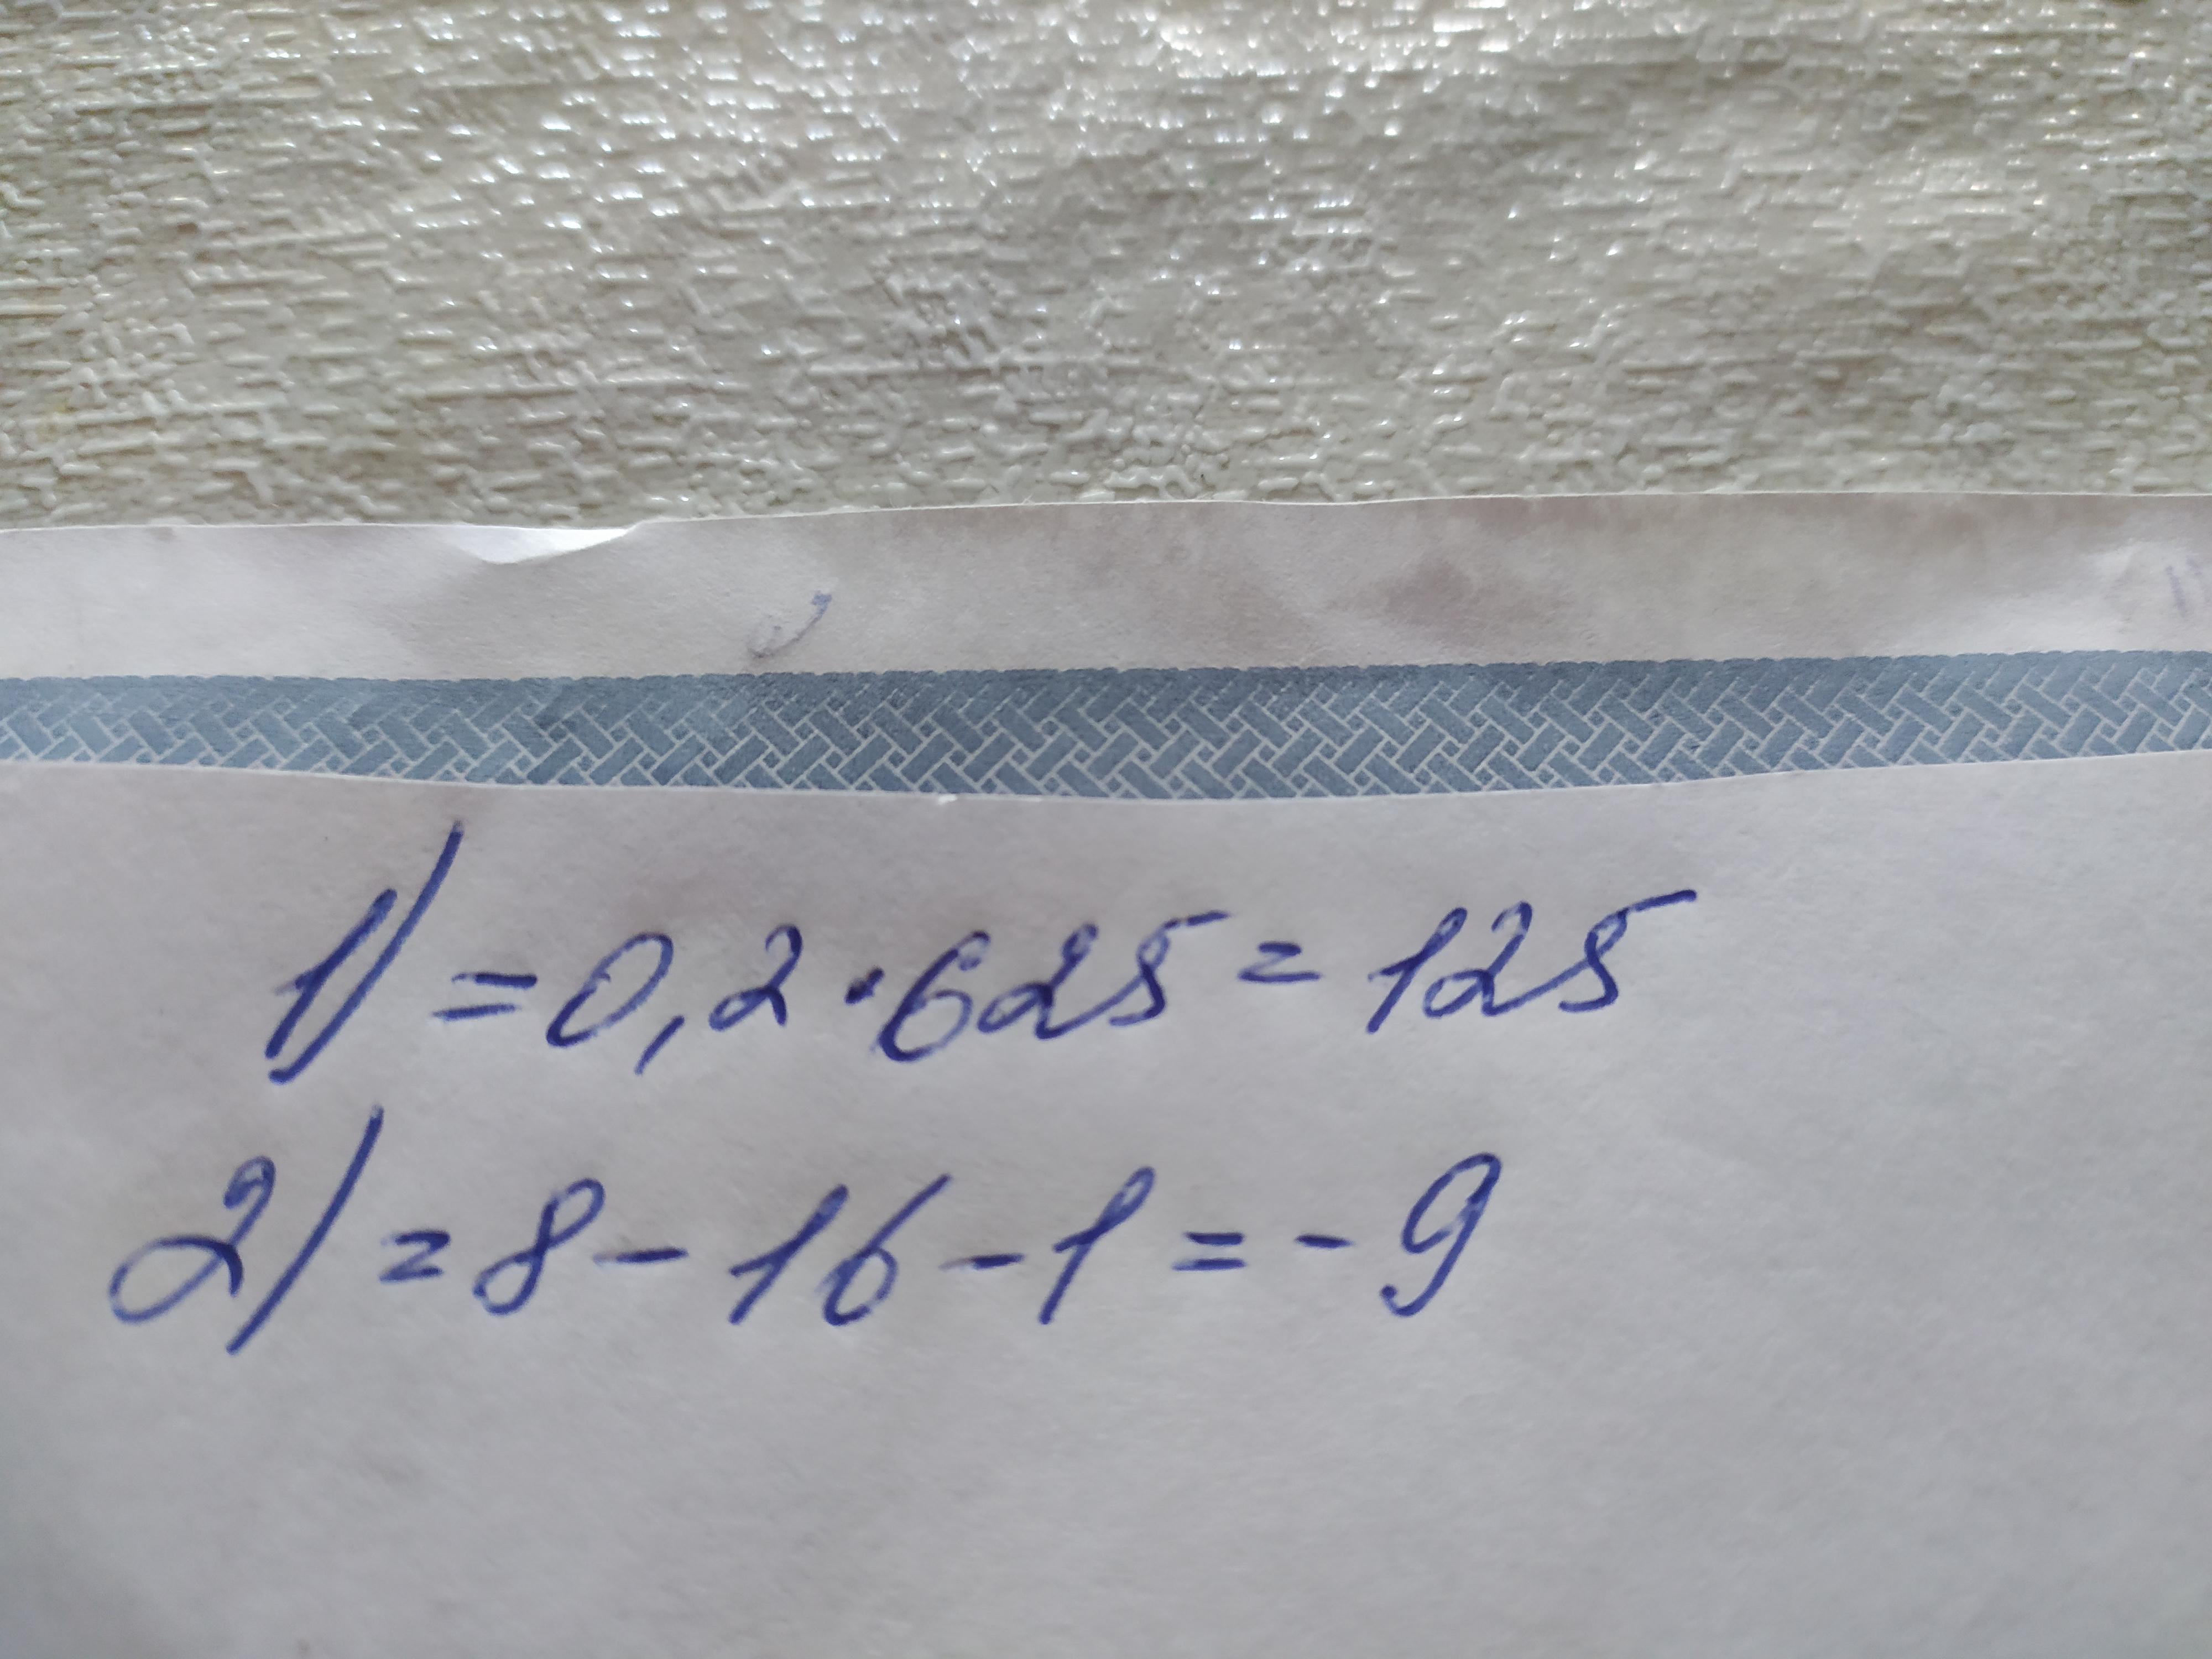 1) = 0,2 · 625 = 125
2) = 8 - 16 - 1 = - 9